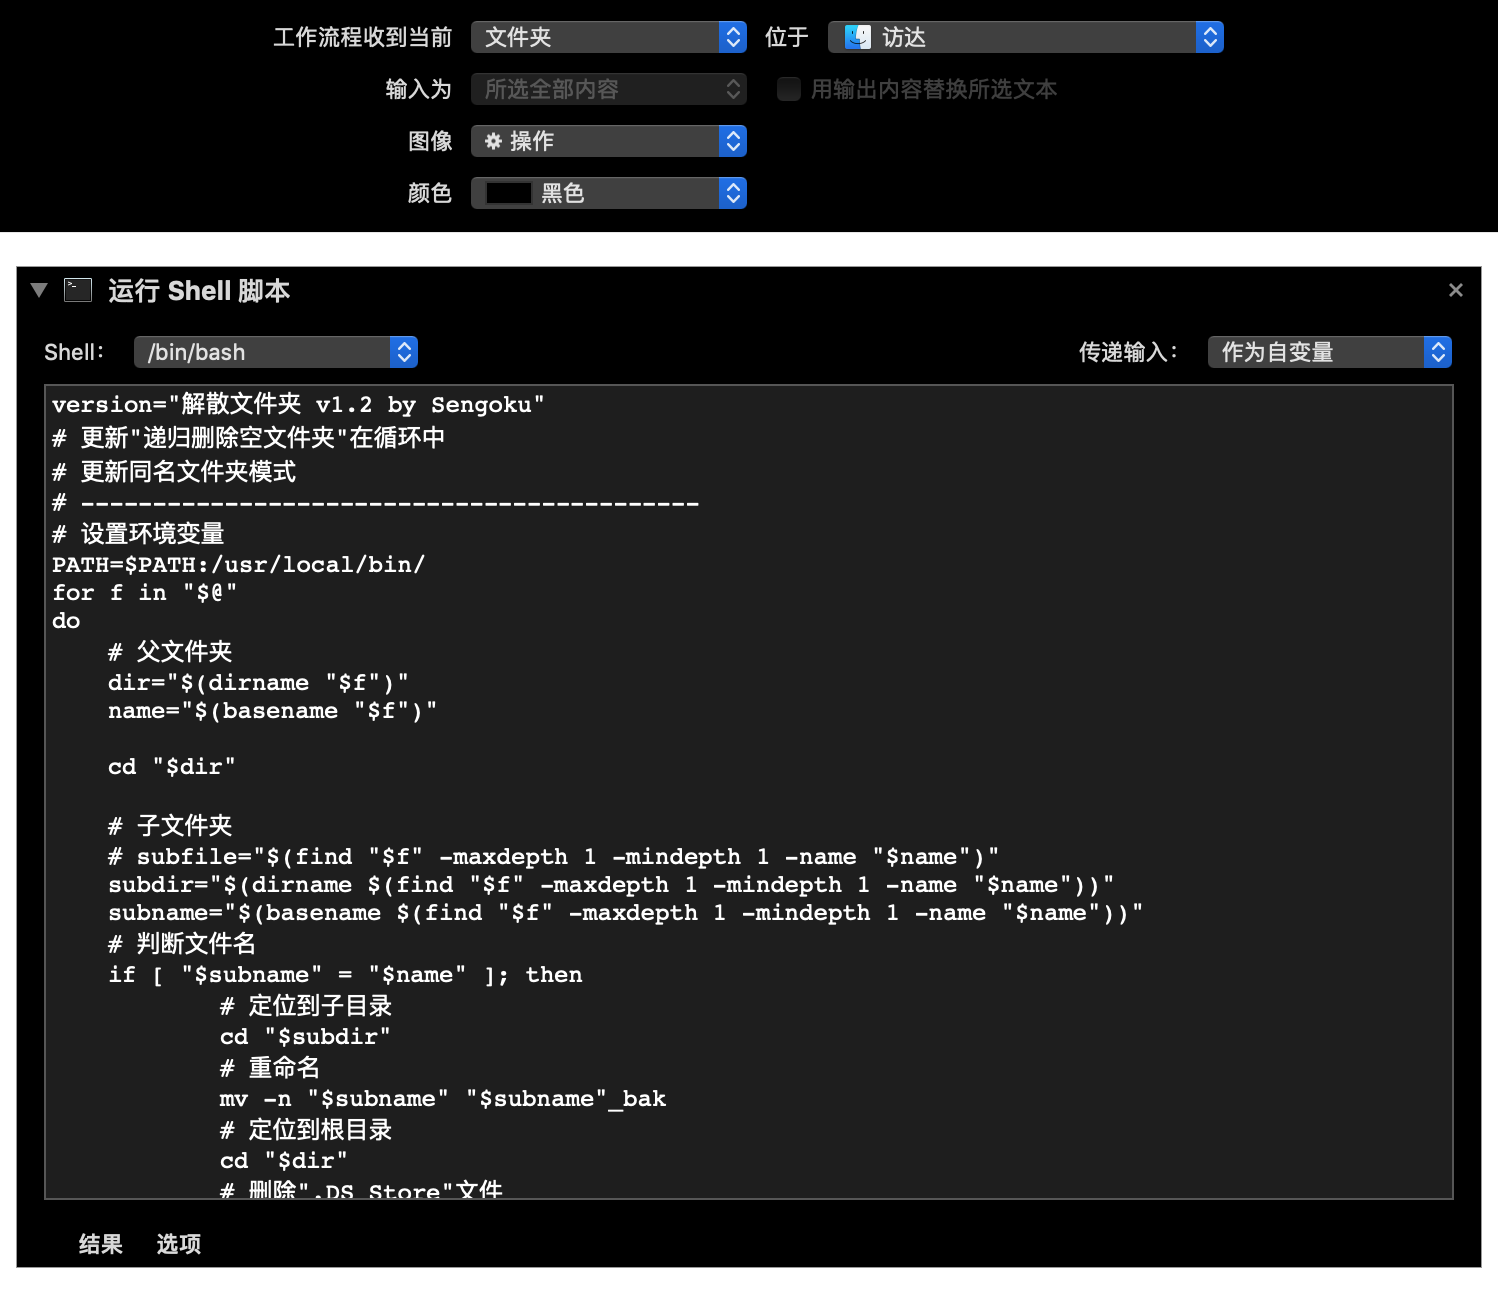 工作流程收到当前 文件夹 位于 访达
输入为 所选全部内容 用输出内容替换所选文本
图像 操作
颜色 黑色
运行 Shell 脚本
Shell: /bin/bash 传递输入: 作为自变量
version="解散文件夹 v1.2 by Sengoku"
# 更新"递归删除空文件夹"在循环中
# 更新同名文件夹模式
# -------------------------------------------
# 设置环境变量
PATH=$PATH:/usr/local/bin/
for f in "$@"
do
# 父文件夹
dir="$(dirname "$f")"
name="$(basename "$f")"
cd "$dir"
# 子文件夹
# subfile="$(find "$f" -maxdepth 1 -mindepth 1 -name "$name")"
subdir="$(dirname $(find "$f" -maxdepth 1 -mindepth 1 -name "$name"))"
subname="$(basename $(find "$f" -maxdepth 1 -mindepth 1 -name "$name"))"
# 判断文件名
if [ "$subname" = "$name" ]; then
# 定位到子目录
cd "$subdir"
# 重命名
mv -n "$subname" "$subname"_bak
# 定位到根目录
cd "$dir"
# 删除".DS_Store"文件
结果 选项